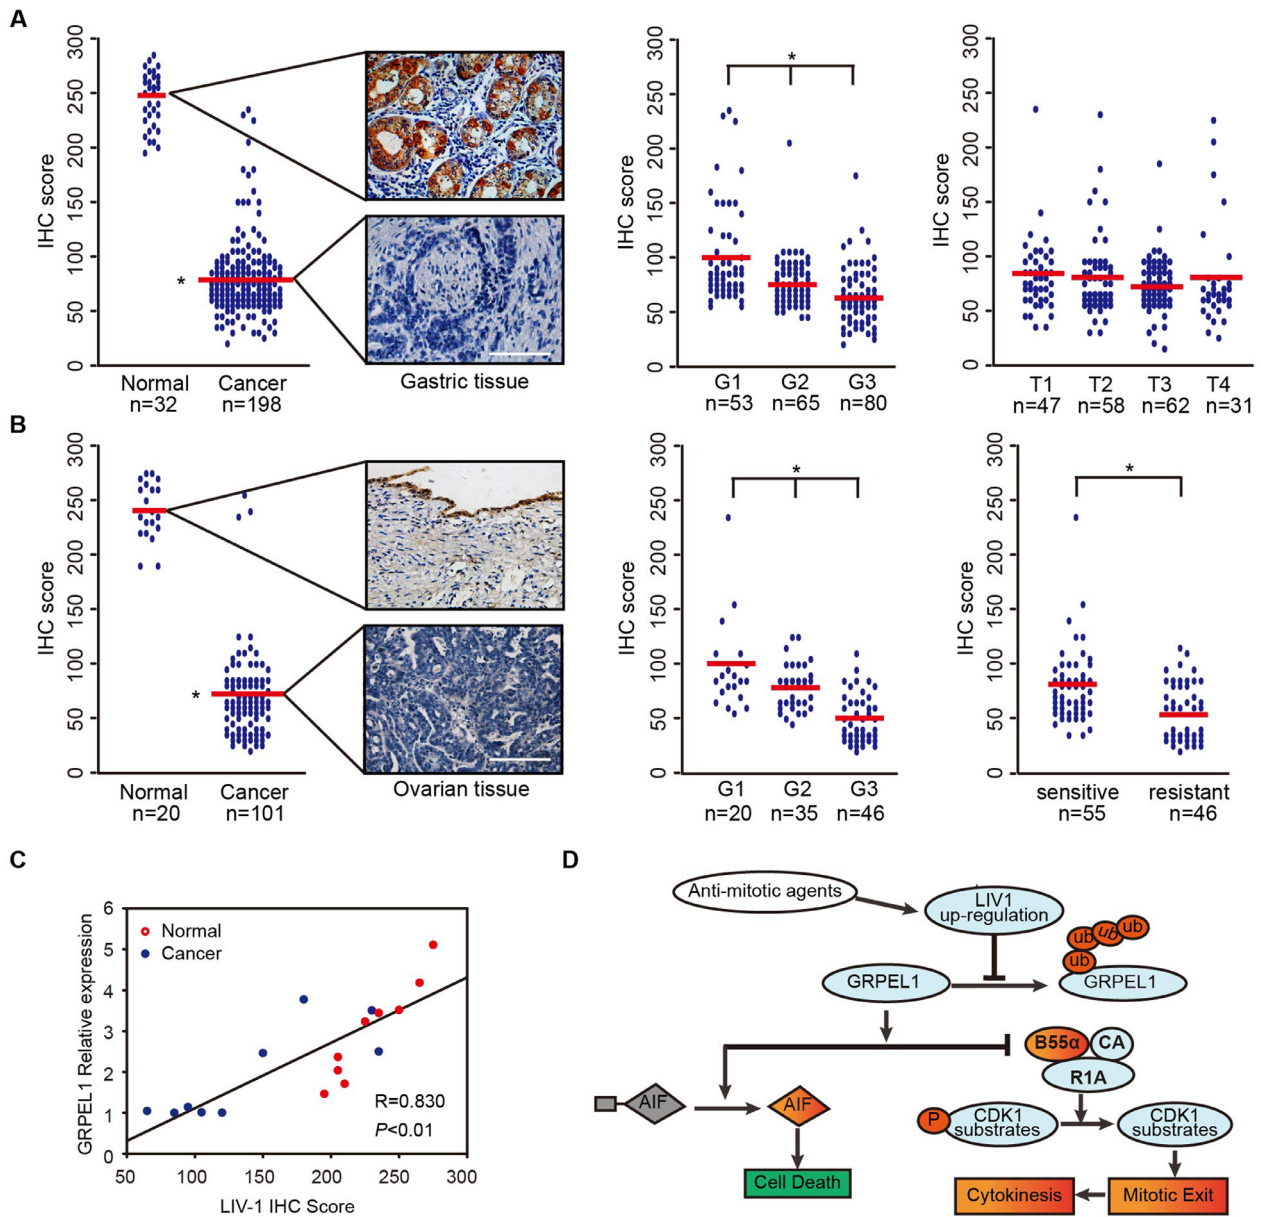 A
IHC score
300
250
200
150
100
50
0
*
Normal
n=32
Cancer
n=198
Gastric tissue
IHC score
300
250
200
150
100
50
0
*
G1
n=53
G2
n=65
G3
n=80
IHC score
300
250
200
150
100
50
0
T1
n=47
T2
n=58
T3
n=62
T4
n=31
B
IHC score
300
250
200
150
100
50
0
*
Normal
n=20
Cancer
n=101
Ovarian tissue
IHC score
300
250
200
150
100
50
0
*
G1
n=20
G2
n=35
G3
n=46
IHC score
300
250
200
150
100
50
0
*
sensitive
n=55
resistant
n=46
C
GRPEL1 Relative expression
6
5
4
3
2
1
0
Normal
Cancer
R=0.830
P<0.01
50
100
150
200
250
300
LIV-1 IHC Score
D
Anti-mitotic agents
LIV1
up-regulation
ub
ub
ub
ub
GRPEL1
GRPEL1
B55α
CA
R1A
AIF
AIF
P
CDK1
substrates
CDK1
substrates
Cell Death
Cytokinesis
Mitotic Exit